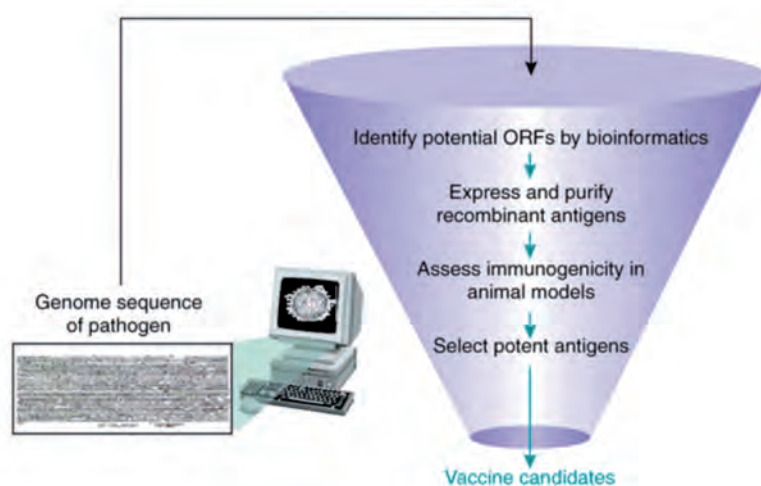 Identify potential ORFs by bioinformatics
Express and purify
recombinant antigens
Assess immunogenicity in
animal models
Select potent antigens
Vaccine candidates
Genome sequence
of pathogen